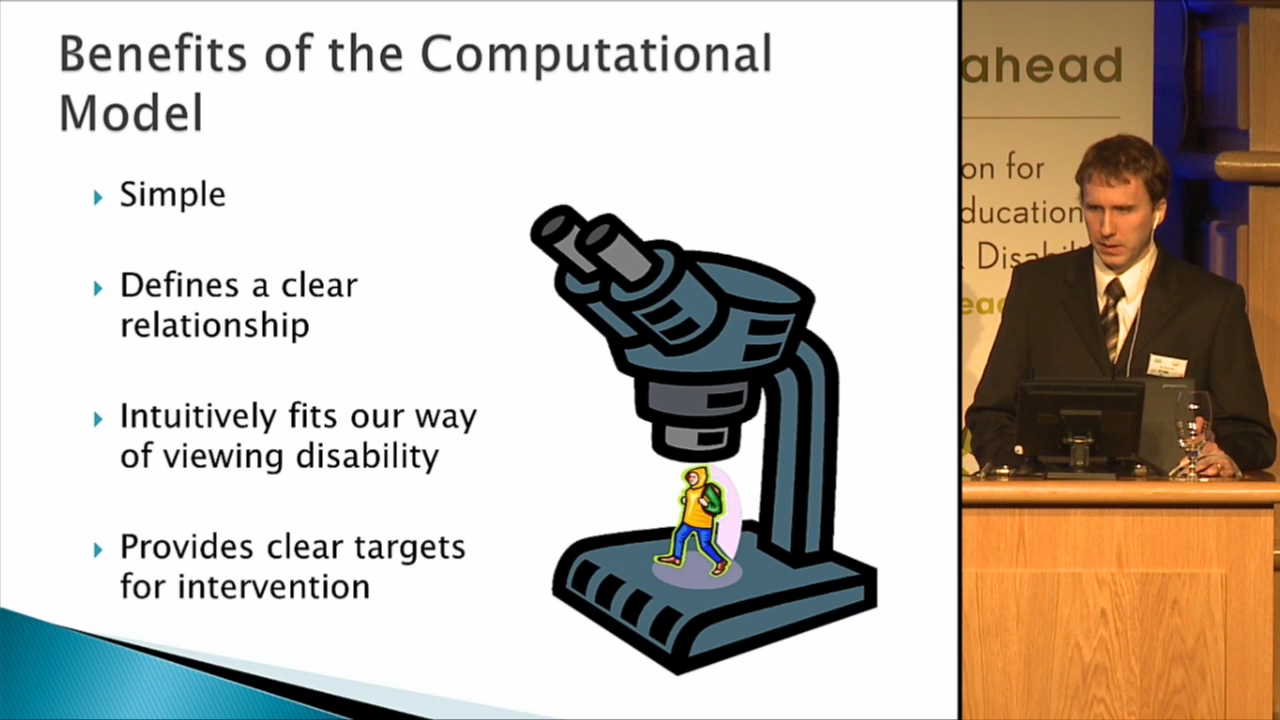 Benefits of the Computational
Model
Simple
Defines a clear
relationship
Intuitively fits our way
of viewing disability
Provides clear targets
for intervention
ahead
on for
ducation
Disabili
ead